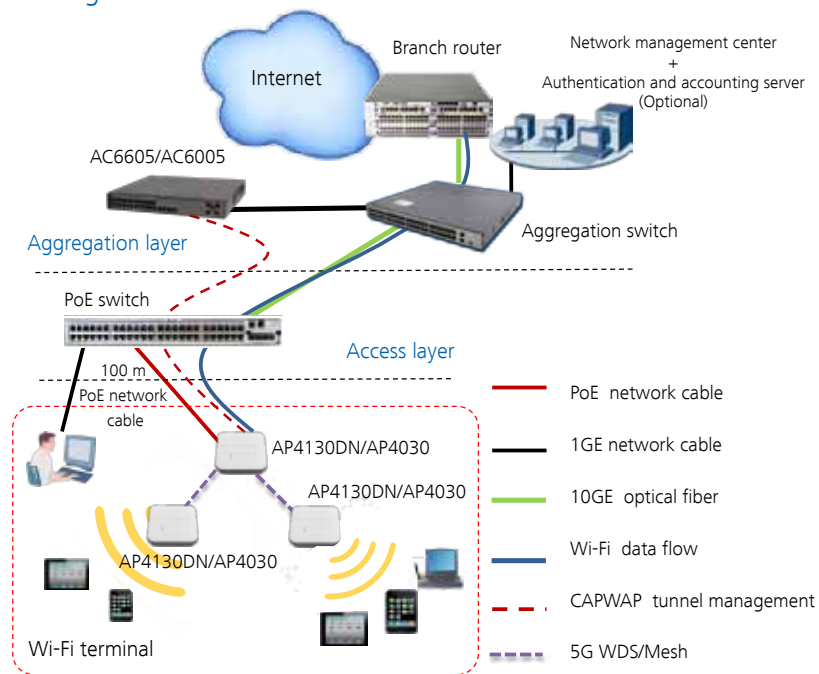 Internet
Branch router
Network management center
+
Authentication and accounting server
(Optional)
AC6605/AC6005
Aggregation switch
Aggregation layer
PoE switch
Access layer
100 m
PoE network
cable
AP4130DN/AP4030
AP4130DN/AP4030
AP4130DN/AP4030
Wi-Fi terminal
PoE network cable
1GE network cable
10GE optical fiber
Wi-Fi data flow
CAPWAP tunnel management
5G WDS/Mesh